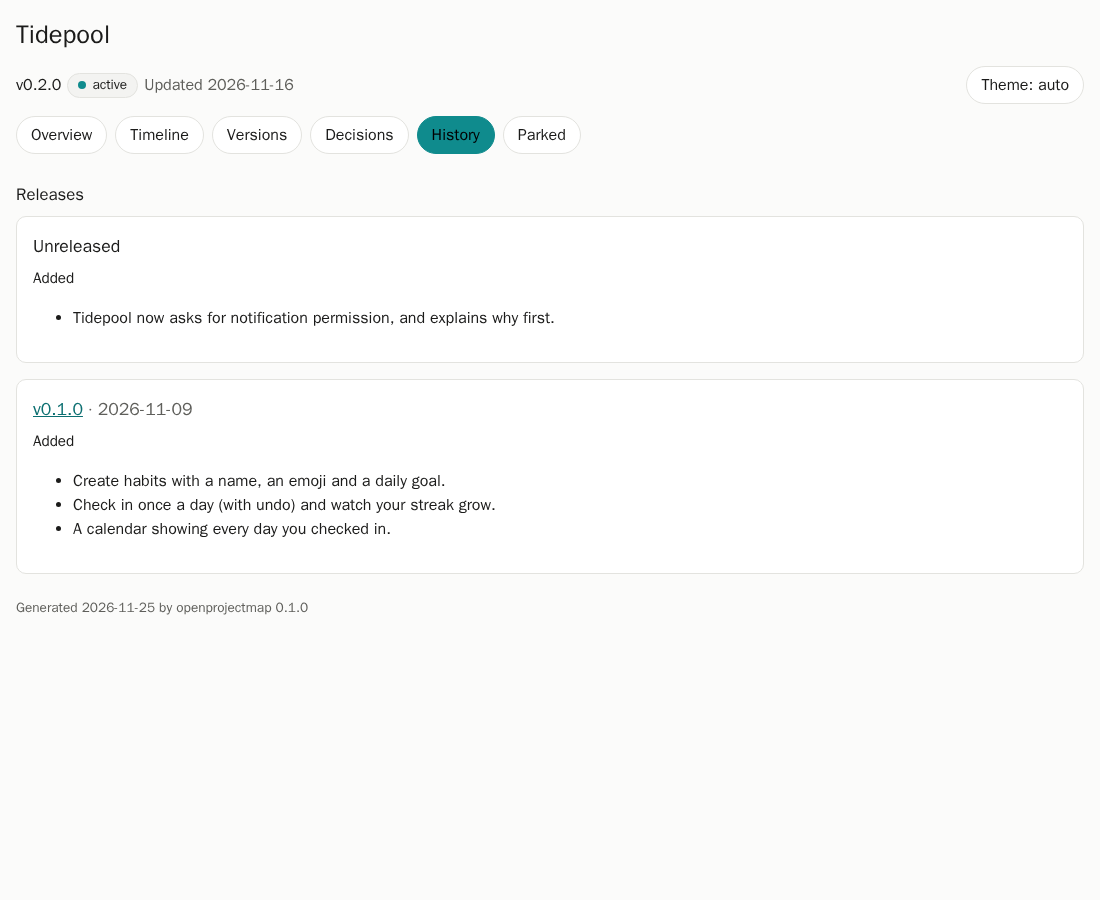 Tidepool
v0.2.0 active Updated 2026-11-16 Theme: auto
Overview Timeline Versions Decisions History Parked
Releases
Unreleased
Added
• Tidepool now asks for notification permission, and explains why first.
v0.1.0 · 2026-11-09
Added
• Create habits with a name, an emoji and a daily goal.
• Check in once a day (with undo) and watch your streak grow.
• A calendar showing every day you checked in.
Generated 2026-11-25 by openprojectmap 0.1.0